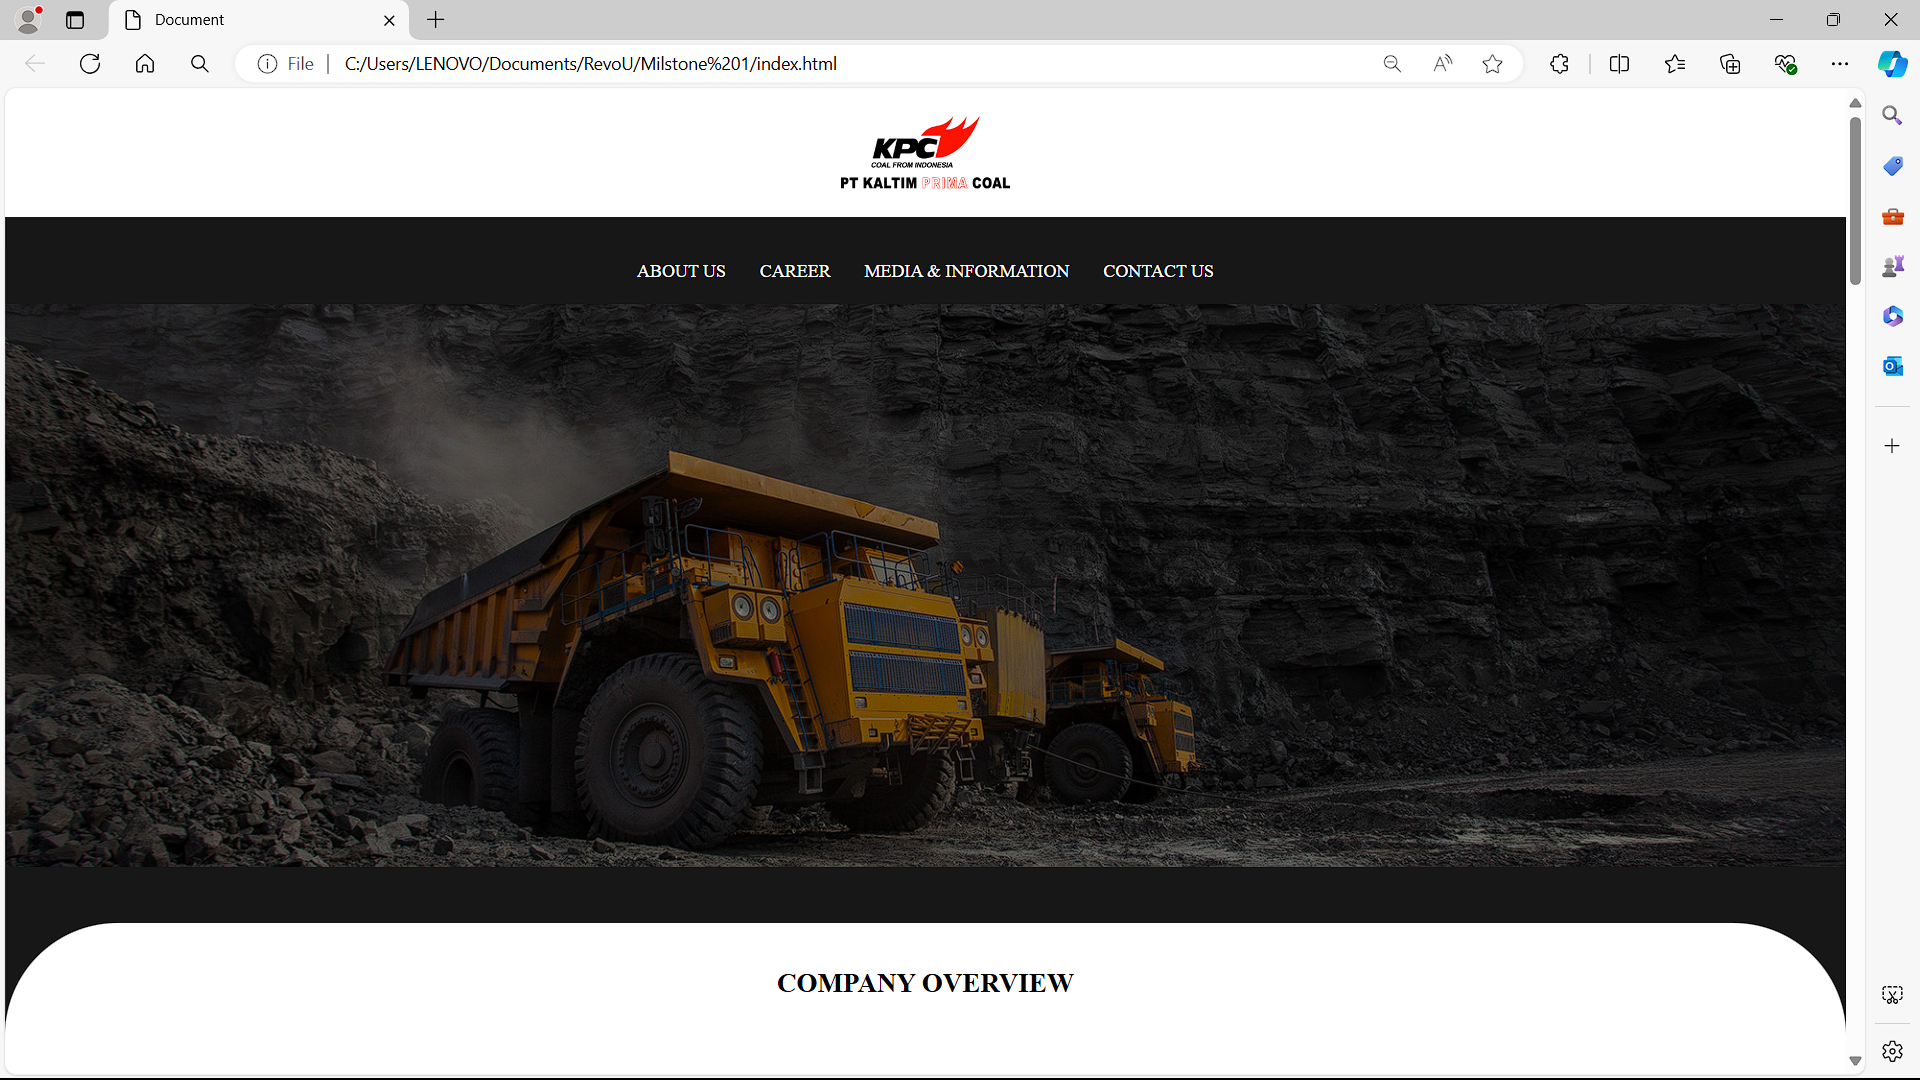 Document
File
C:/Users/LENOVO/Documents/RevoU/Milstone%201/index.html
KPC
COAL FROM INDONESIA
PT KALTIM PRIMA COAL
ABOUT US CAREER MEDIA & INFORMATION CONTACT US
COMPANY OVERVIEW